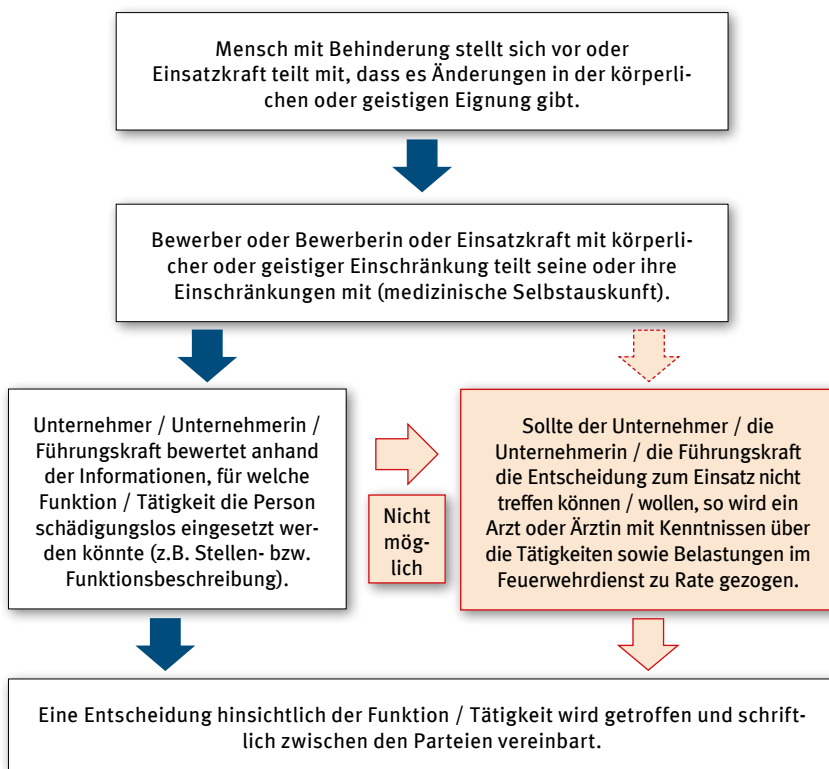 Mensch mit Behinderung stellt sich vor oder
Einsatzkraft teilt mit, dass es Änderungen in der körperli-
chen oder geistigen Eignung gibt.
Bewerber oder Bewerberin oder Einsatzkraft mit körperli-
cher oder geistiger Einschränkung teilt seine oder ihre
Einschränkungen mit (medizinische Selbstauskunft).
Unternehmer / Unternehmerin /
Führungskraft bewertet anhand
der Informationen, für welche
Funktion / Tätigkeit die Person
schädigungslos eingesetzt wer-
den könnte (z.B. Stellen- bzw.
Funktionsbeschreibung).
Nicht
mög-
lich
Sollte der Unternehmer / die
Unternehmerin / die Führungskraft
die Entscheidung zum Einsatz nicht
treffen können / wollen, so wird ein
Arzt oder Ärztin mit Kenntnissen über
die Tätigkeiten sowie Belastungen im
Feuerwehrdienst zu Rate gezogen.
Eine Entscheidung hinsichtlich der Funktion / Tätigkeit wird getroffen und schrift-
lich zwischen den Parteien vereinbart.